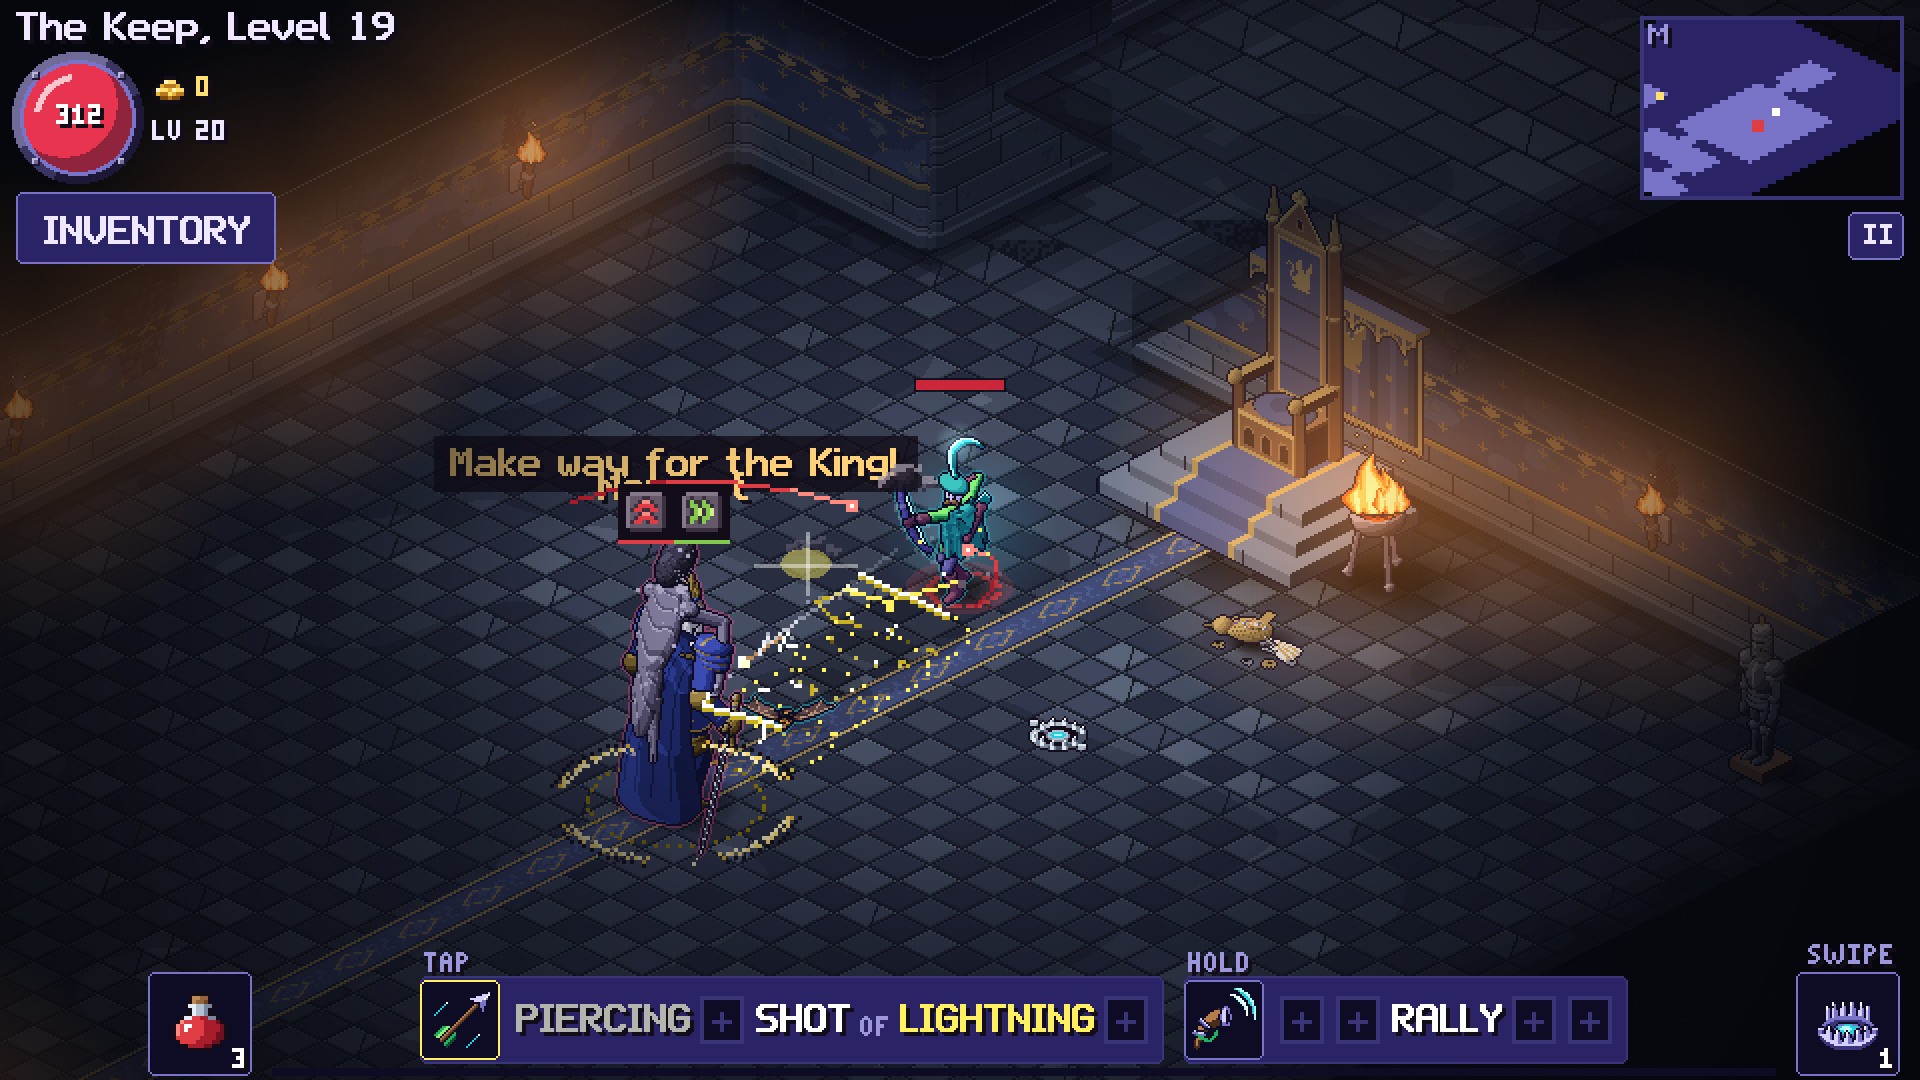 The Keep, Level 19
312
0
LV 20
INVENTORY
M
II
Make way for the King!
TAP
PIERCING + SHOT OF LIGHTNING +
HOLD
+ + RALLY + +
SWIPE
3
1